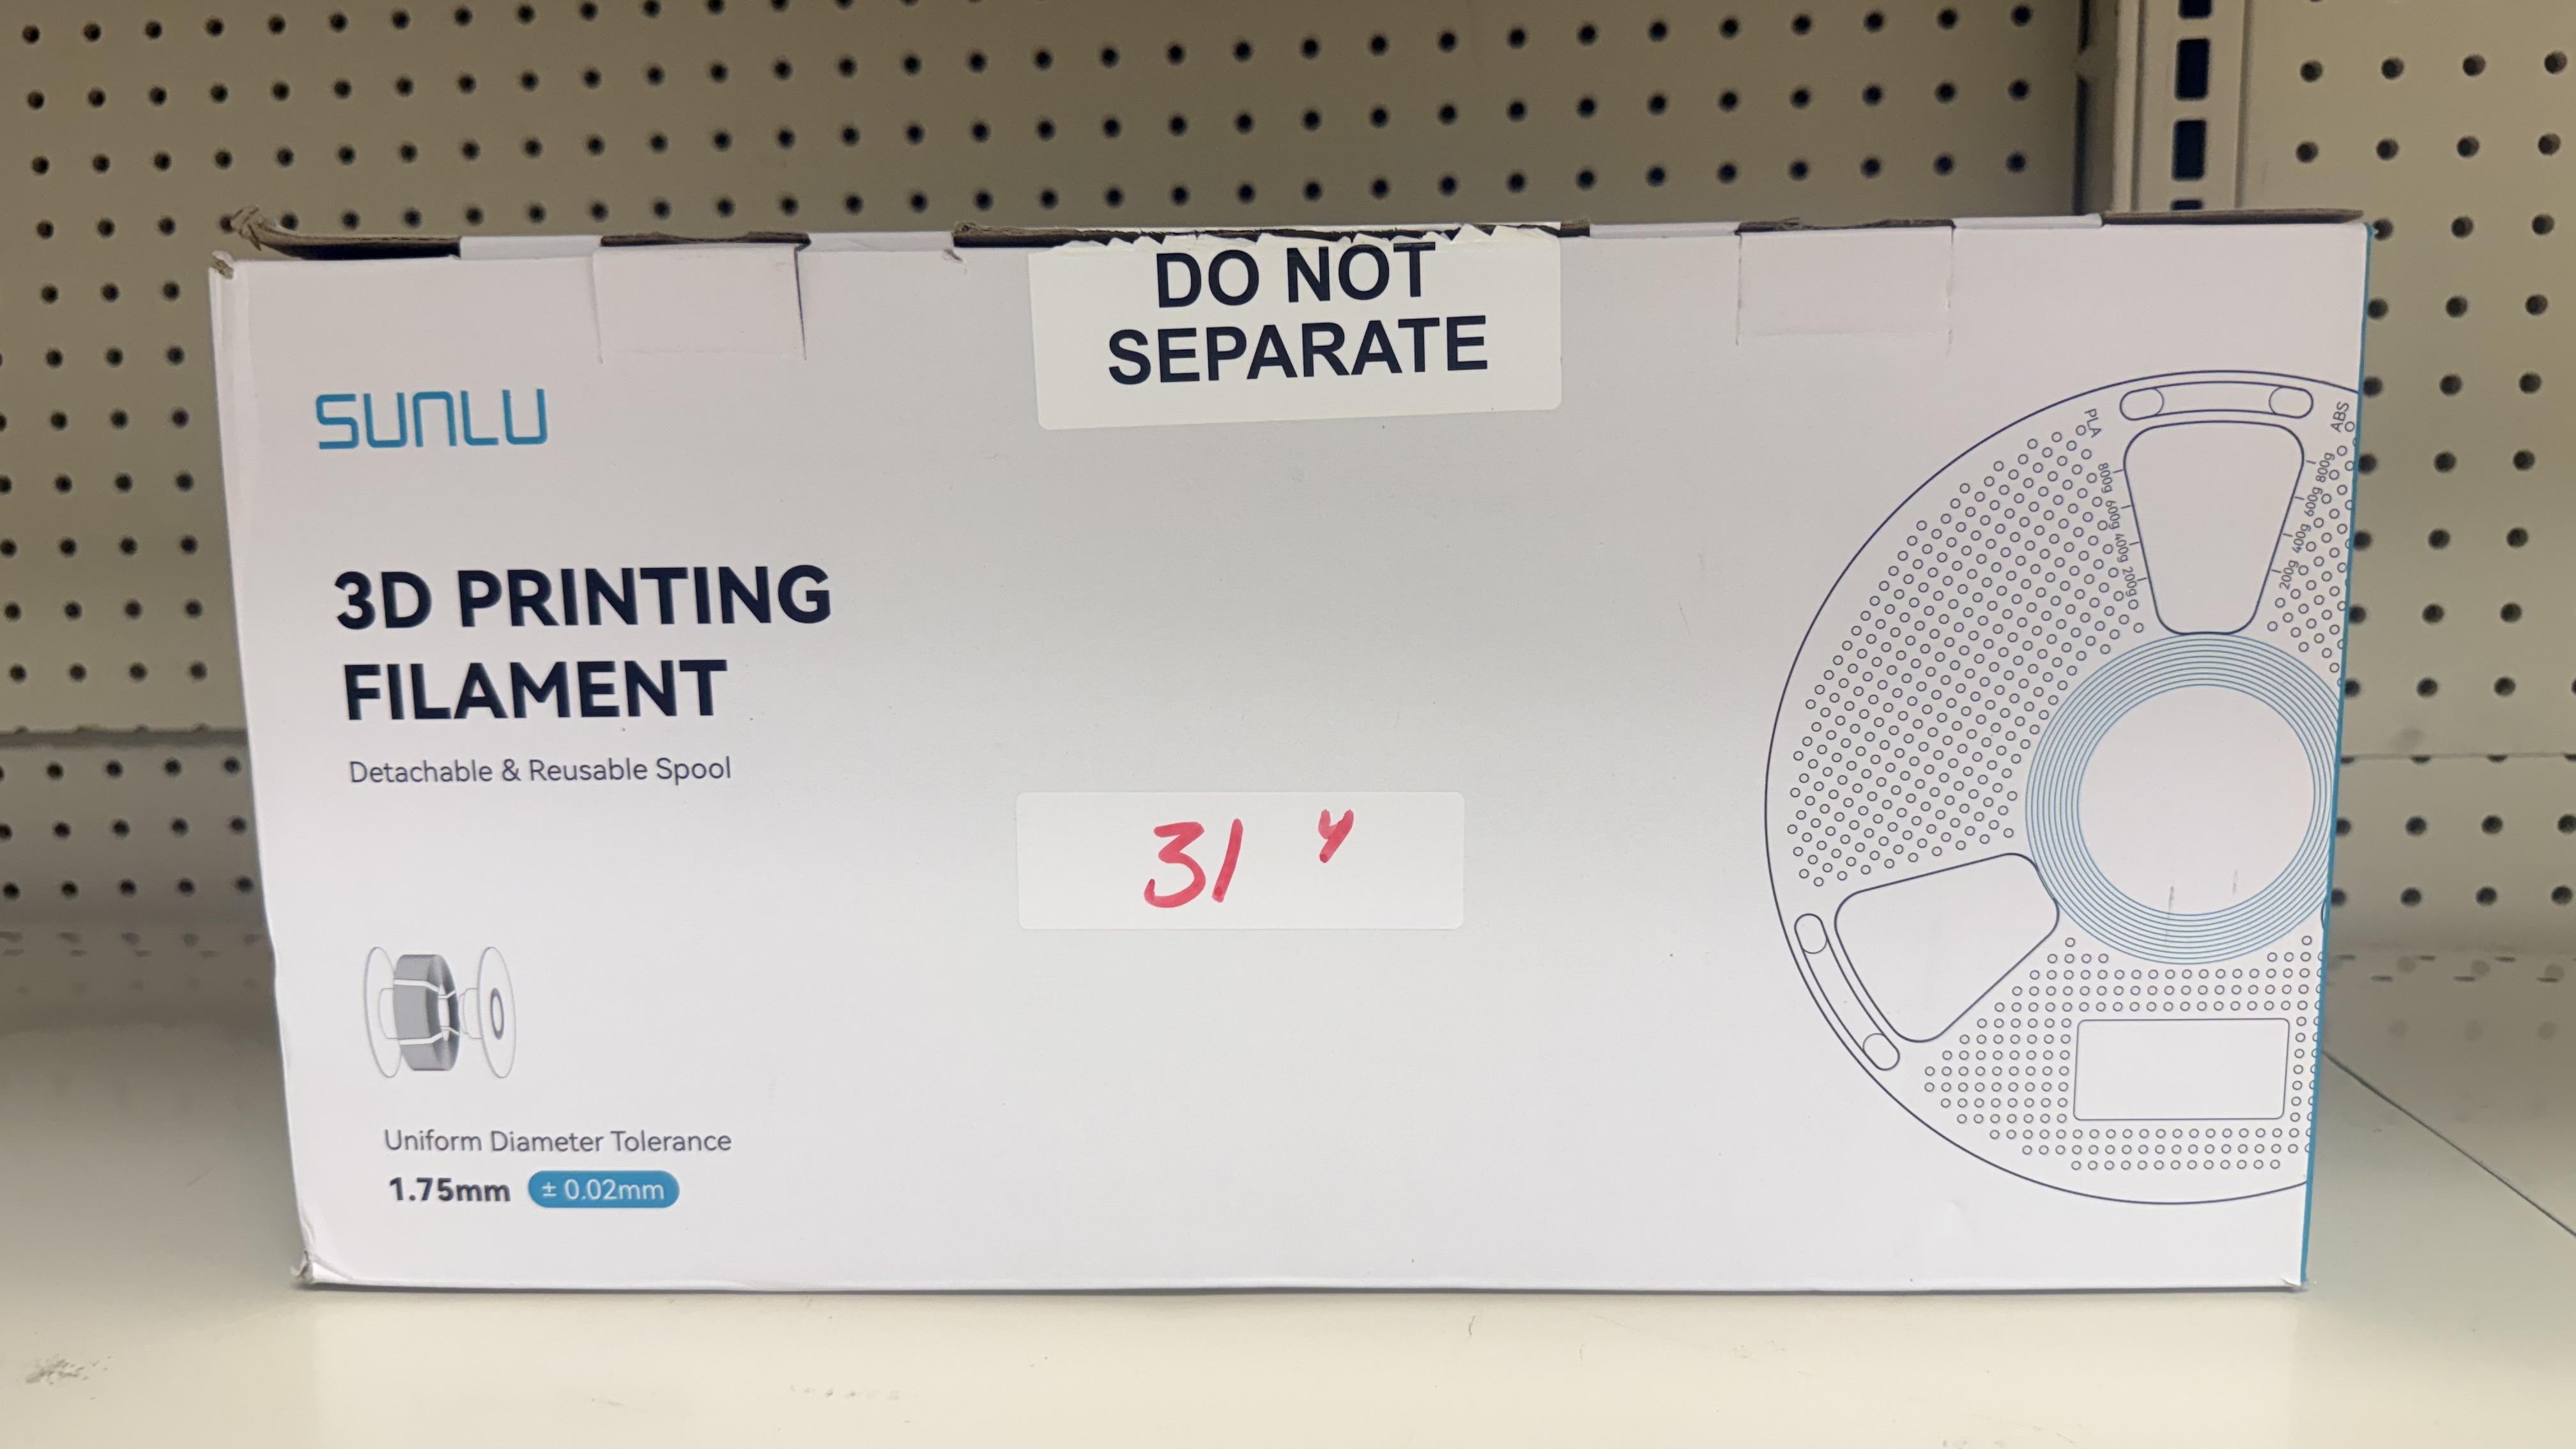 DO NOT
SEPARATE
SUNLU
3D PRINTING
FILAMENT
Detachable & Reusable Spool
31 4
Uniform Diameter Tolerance
1.75mm ± 0.02mm
PLA
800g 600g 400g 200g
ABS
200g 400g 600g 800g